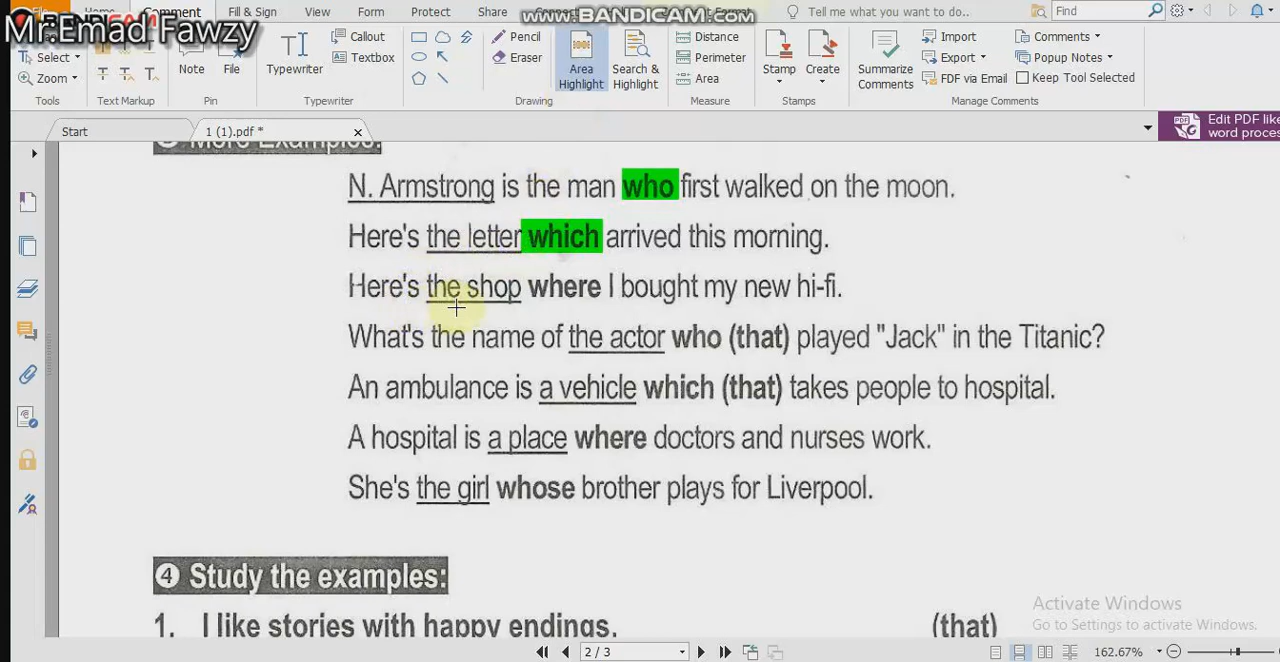 www.BANDICAM.com
Mr.Emad Fawzy
Home Comment Fill & Sign View Form Protect Share Tell me what you want to do.. Find
Select Zoom
Note File
Typewriter Callout Textbox
Pencil Eraser Area Highlight Search & Highlight
Distance Perimeter Area
Stamp Create
Summarize Comments Import Export FDF via Email
Comments Popup Notes Keep Tool Selected
Tools Text Markup Pin Typewriter Drawing Measure Stamps Manage Comments
Start 1 (1).pdf * Edit PDF like
word proces
More Examples:
N. Armstrong is the man who first walked on the moon.
Here's the letter which arrived this morning.
Here's the shop where I bought my new hi-fi.
What's the name of the actor who (that) played "Jack" in the Titanic?
An ambulance is a vehicle which (that) takes people to hospital.
A hospital is a place where doctors and nurses work.
She's the girl whose brother plays for Liverpool.
4 Study the examples:
1. I like stories with happy endings. (that)
Activate Windows
Go to Settings to activate Windows.
2 / 3 162.67%